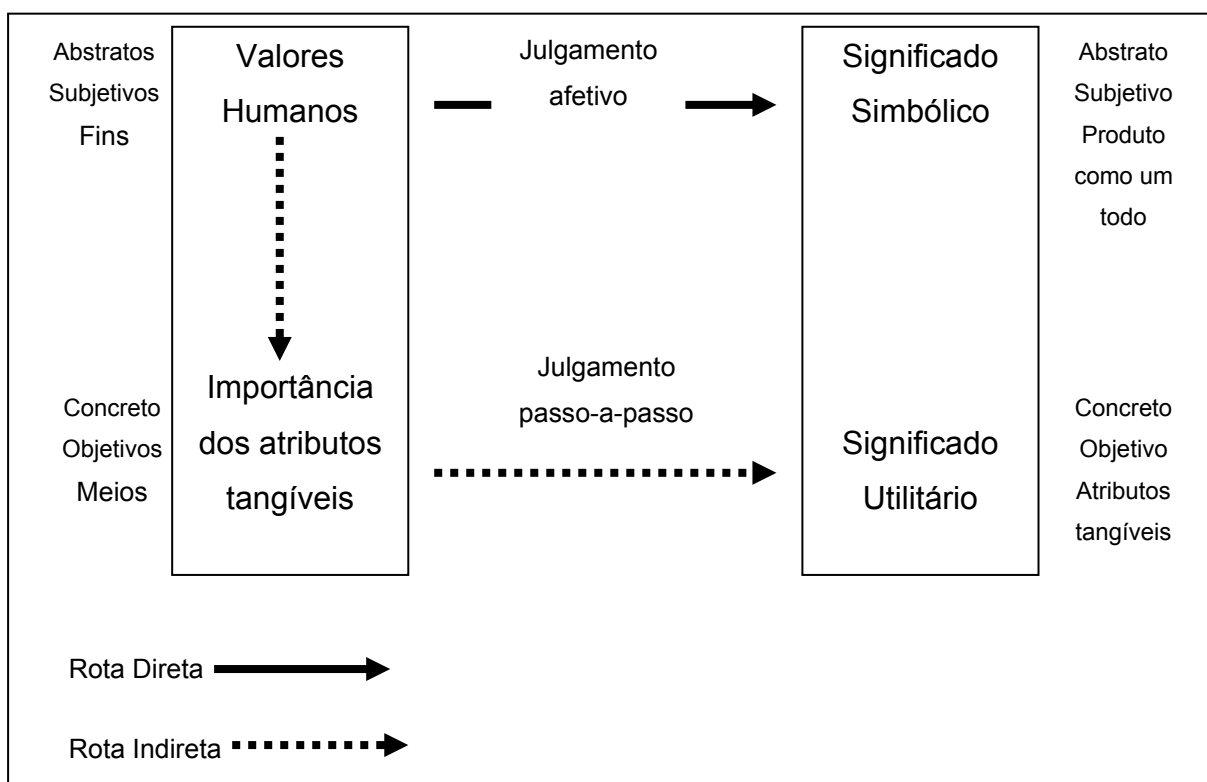 Abstratos
Subjetivos
Fins
Valores
Humanos
Julgamento
afetivo
Significado
Simbólico
Abstrato
Subjetivo
Produto
como um
todo
Concreto
Objetivos
Meios
Importância
dos atributos
tangíveis
Julgamento
passo-a-passo
Significado
Utilitário
Concreto
Objetivo
Atributos
tangíveis
Rota Direta
Rota Indireta